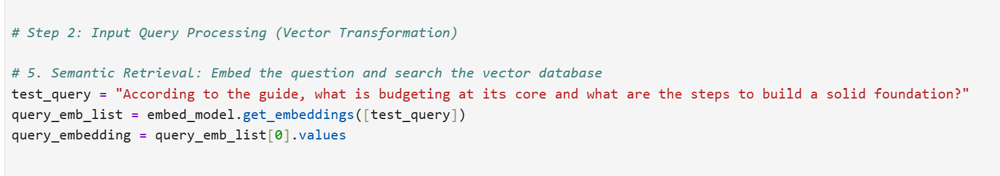 # Step 2: Input Query Processing (Vector Transformation)
# 5. Semantic Retrieval: Embed the question and search the vector database
test_query = "According to the guide, what is budgeting at its core and what are the steps to build a solid foundation?"
query_emb_list = embed_model.get_embeddings([test_query])
query_embedding = query_emb_list[0].values